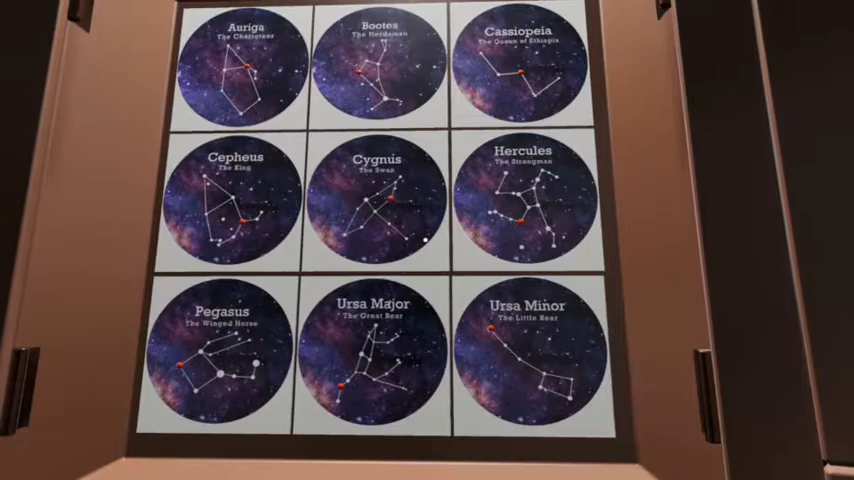 Auriga
The Charioteer
Bootes
The Herdsman
Cassiopeia
The Queen of Ethiopia
Cepheus
The King
Cygnus
The Swan
Hercules
The Strongman
Pegasus
The Winged Horse
Ursa Major
The Great Bear
Ursa Minor
The Little Bear